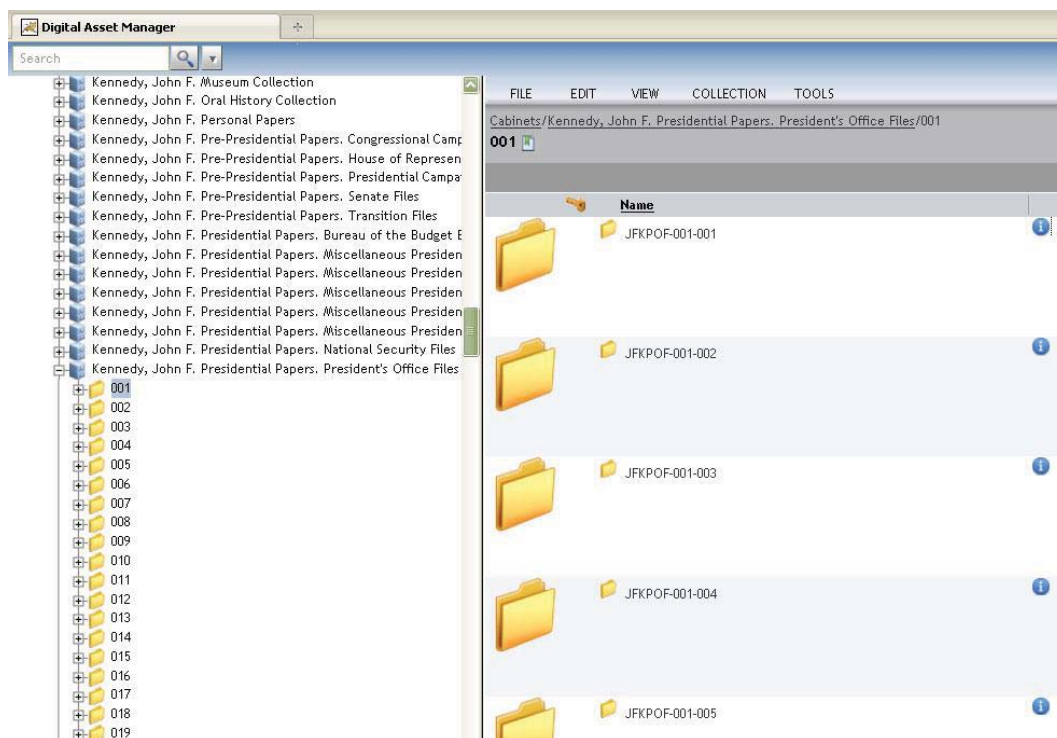 Digital Asset Manager
Search
Kennedy, John F. Museum Collection
Kennedy, John F. Oral History Collection
Kennedy, John F. Personal Papers
Kennedy, John F. Pre-Presidential Papers. Congressional Camp
Kennedy, John F. Pre-Presidential Papers. House of Represen
Kennedy, John F. Pre-Presidential Papers. Presidential Campa
Kennedy, John F. Pre-Presidential Papers. Senate Files
Kennedy, John F. Pre-Presidential Papers. Transition Files
Kennedy, John F. Presidential Papers. Bureau of the Budget B
Kennedy, John F. Presidential Papers. Miscellaneous Presiden
Kennedy, John F. Presidential Papers. Miscellaneous Presiden
Kennedy, John F. Presidential Papers. Miscellaneous Presiden
Kennedy, John F. Presidential Papers. Miscellaneous Presiden
Kennedy, John F. Presidential Papers. Miscellaneous Presiden
Kennedy, John F. Presidential Papers. National Security Files
Kennedy, John F. Presidential Papers. President's Office Files
001
002
003
004
005
006
007
008
009
010
011
012
013
014
015
016
017
018
019
FILE EDIT VIEW COLLECTION TOOLS
Cabinets/Kennedy, John F. Presidential Papers. President's Office Files/001
001
Name
JFKPOF-001-001
JFKPOF-001-002
JFKPOF-001-003
JFKPOF-001-004
JFKPOF-001-005